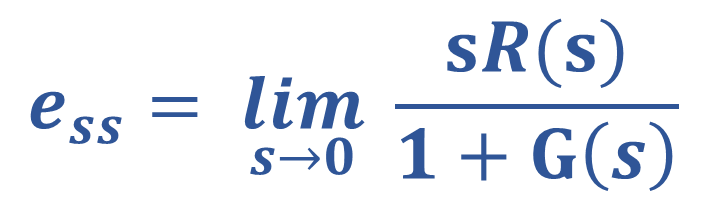 e_ss = lim_{s→0} sR(s) / (1 + G(s))